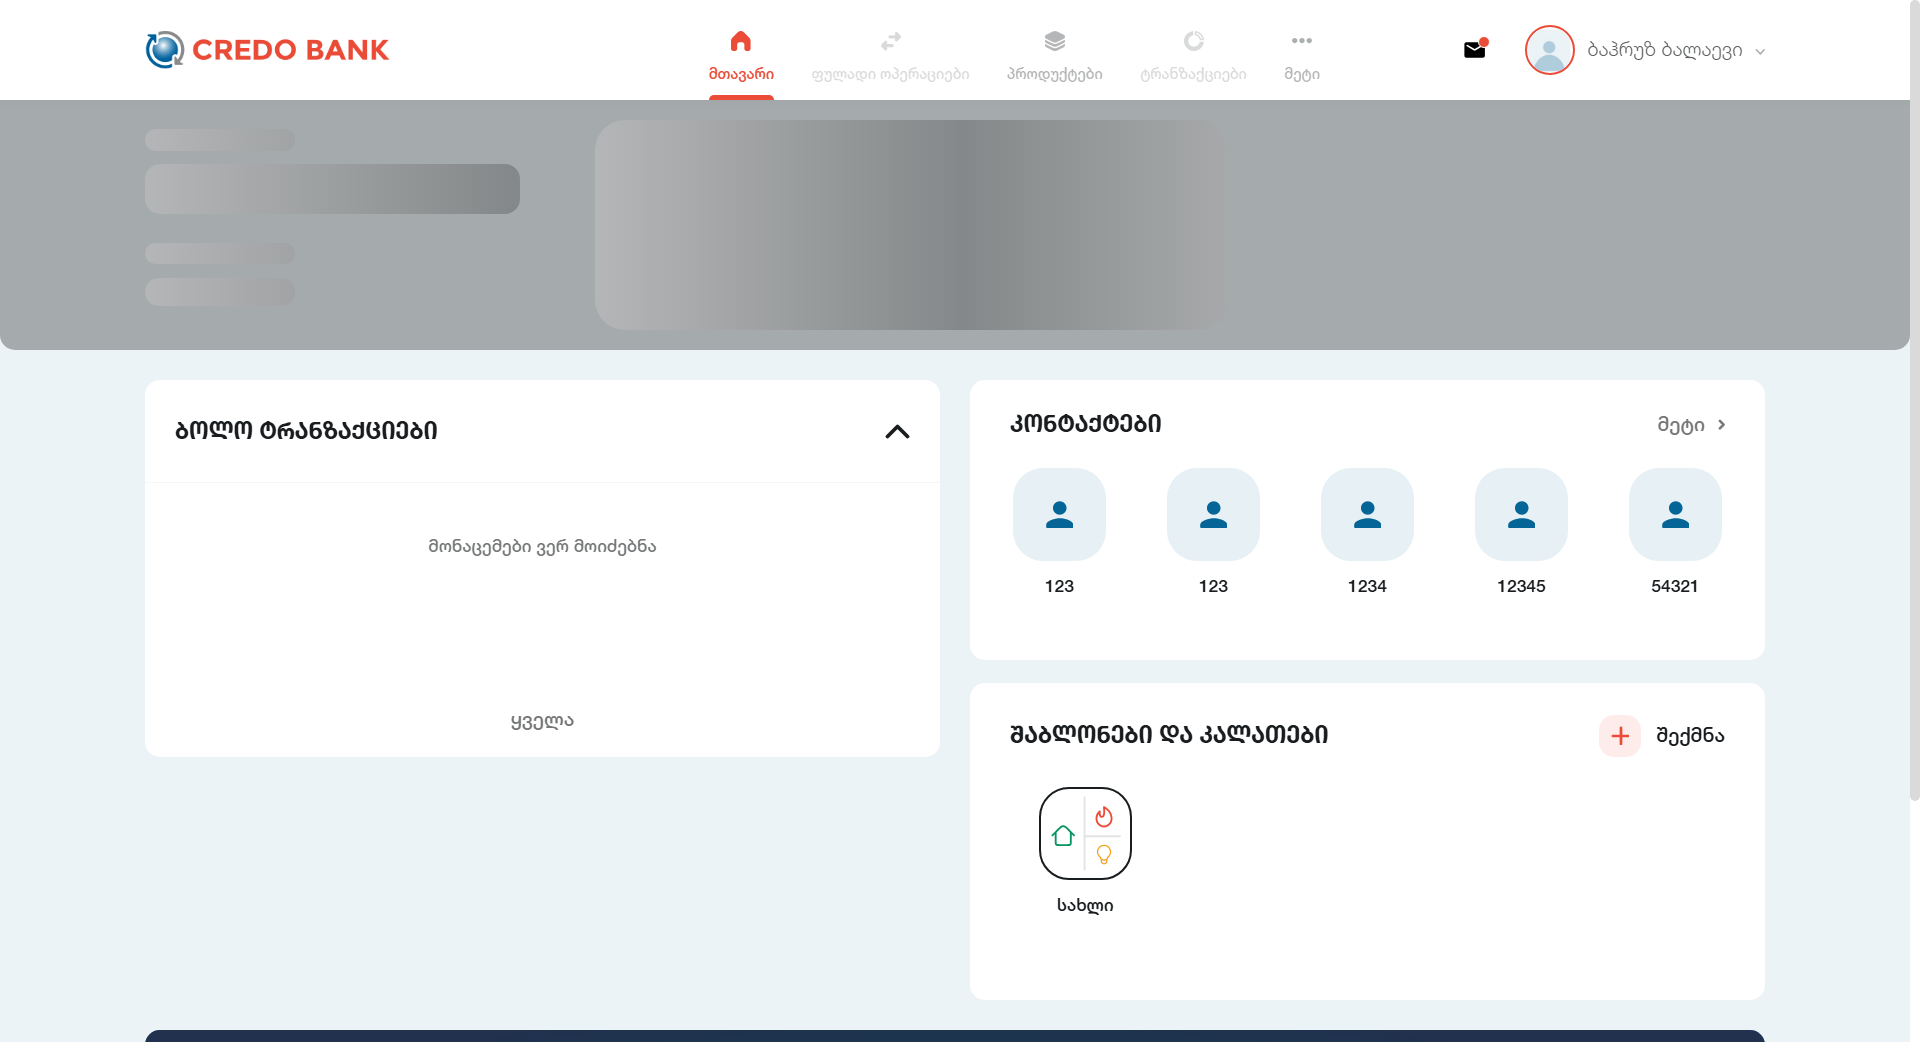 CREDO BANK
მთავარი
ფულადი ოპერაციები
პროდუქტები
ტრანზაქციები
მეტი
ბაჰრუზ ბალაევი
ბოლო ტრანზაქციები
მონაცემები ვერ მოიძებნა
ყველა
კონტაქტები
მეტი
123
123
1234
12345
54321
შაბლონები და კალათები
შექმნა
სახლი